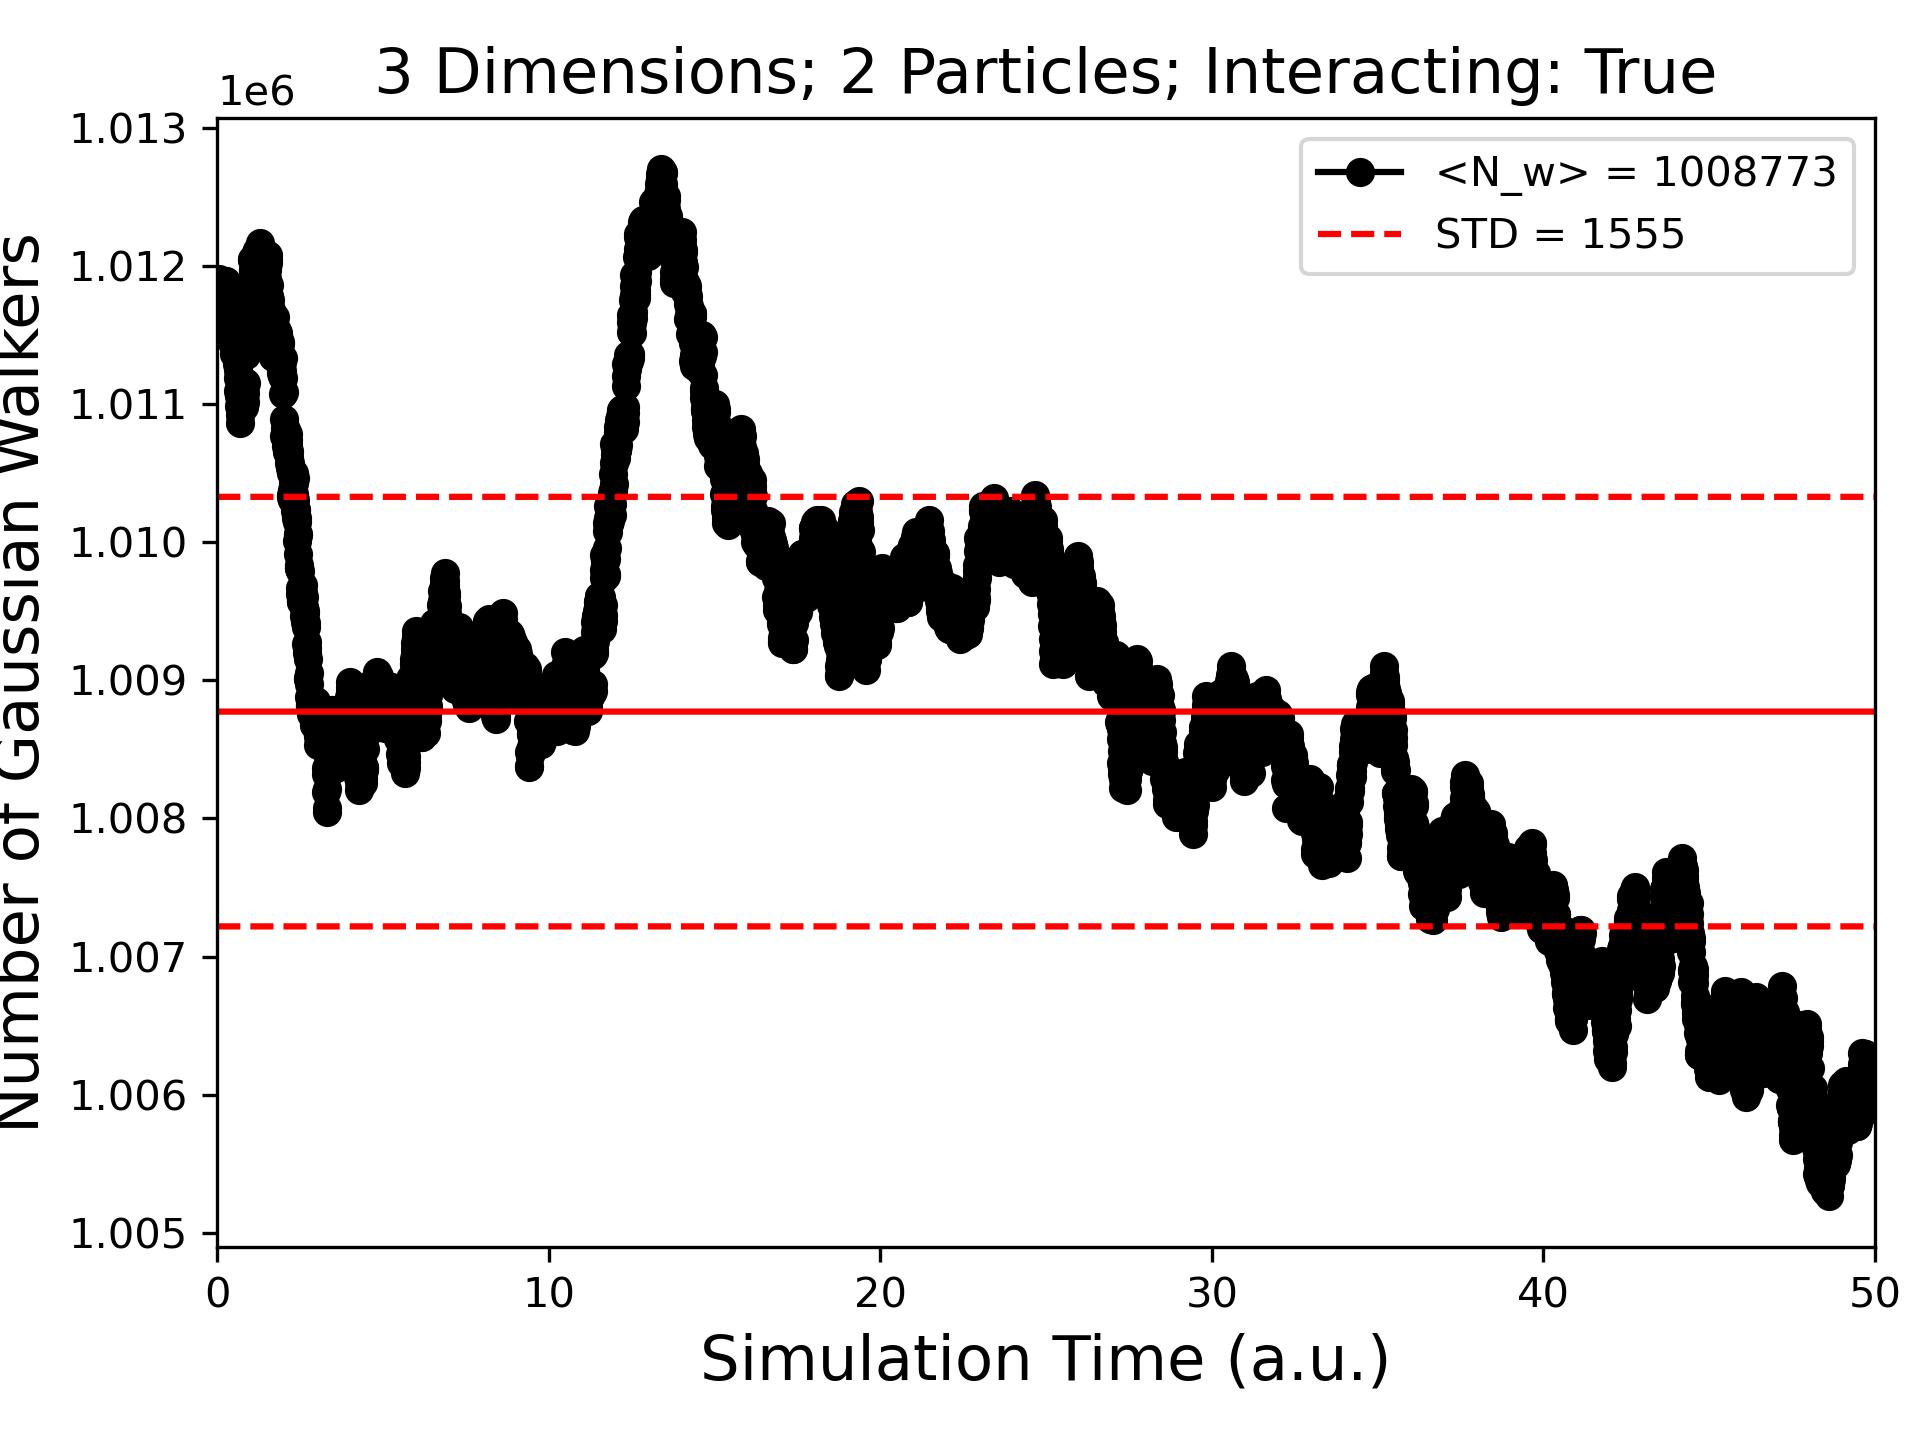 3 Dimensions; 2 Particles; Interacting: True
1e6
1.013
1.012
1.011
1.010
1.009
1.008
1.007
1.006
1.005
Number of Gaussian Walkers
<N_w> = 1008773
STD = 1555
0 10 20 30 40 50
Simulation Time (a.u.)